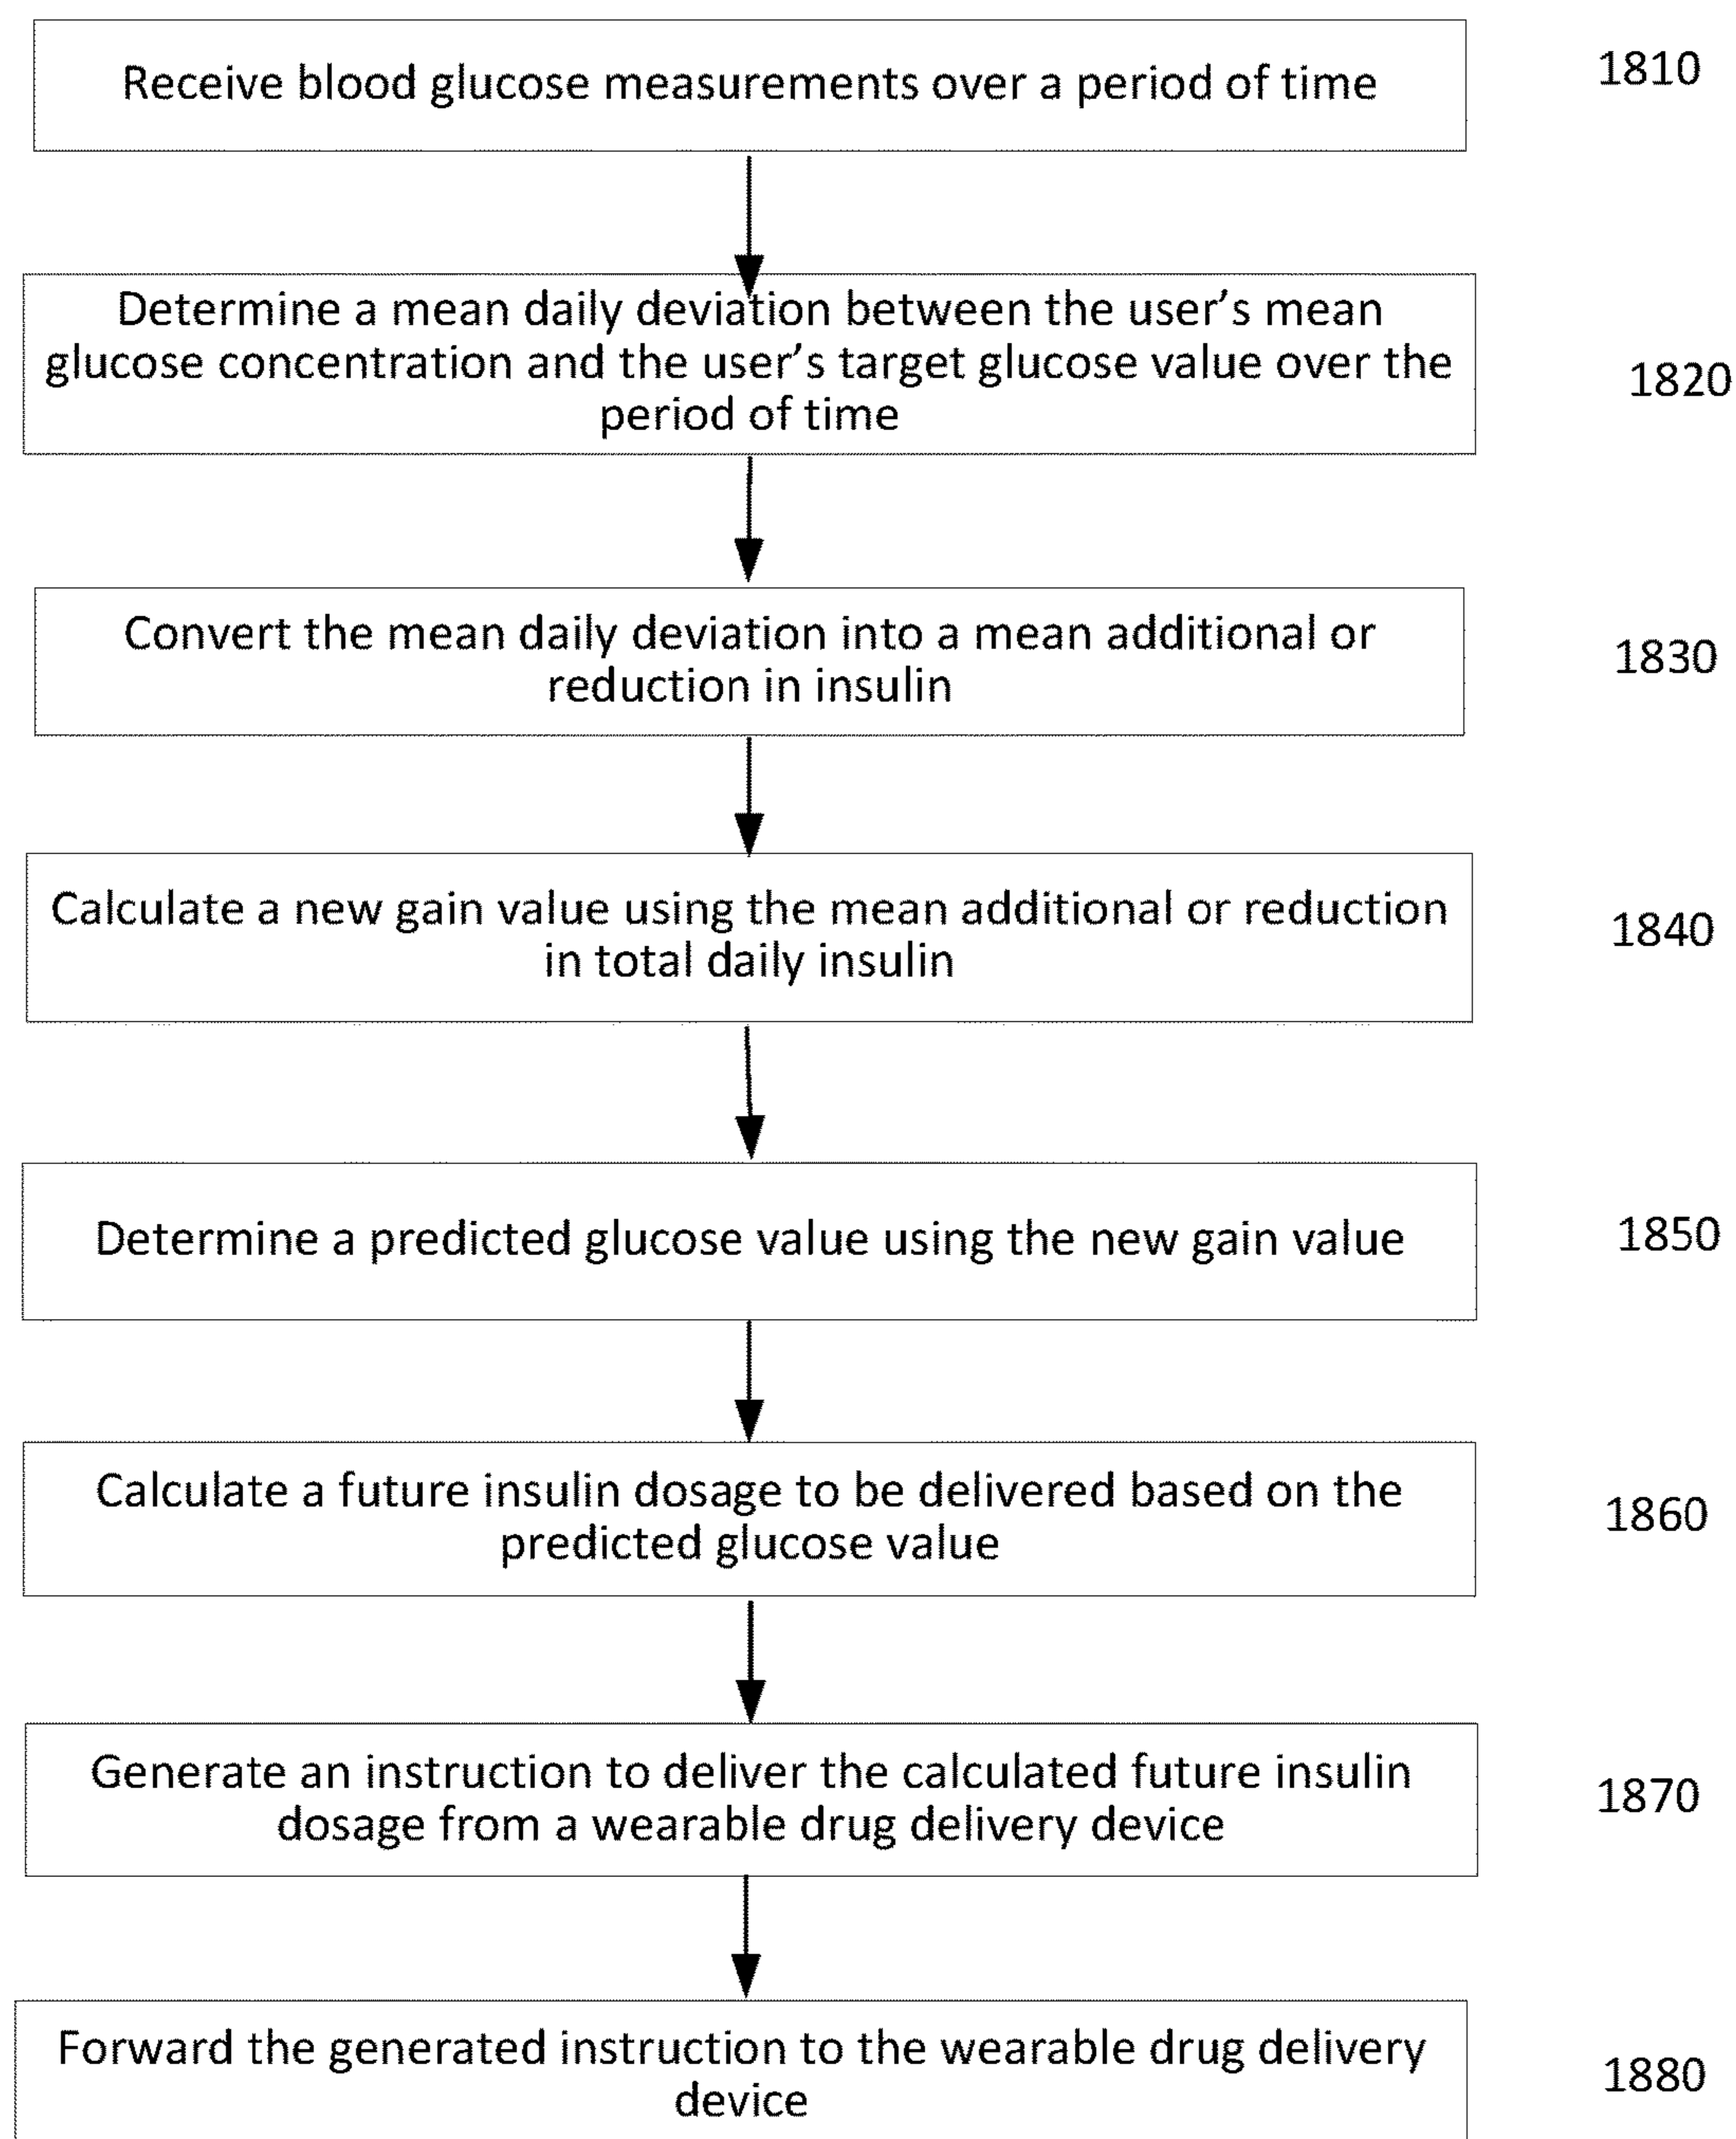 Receive blood glucose measurements over a period of time
1810
Determine a mean daily deviation between the user's mean
glucose concentration and the user's target glucose value over the
period of time
1820
Convert the mean daily deviation into a mean additional or
reduction in insulin
1830
Calculate a new gain value using the mean additional or reduction
in total daily insulin
1840
Determine a predicted glucose value using the new gain value
1850
Calculate a future insulin dosage to be delivered based on the
predicted glucose value
1860
Generate an instruction to deliver the calculated future insulin
dosage from a wearable drug delivery device
1870
Forward the generated instruction to the wearable drug delivery
device
1880